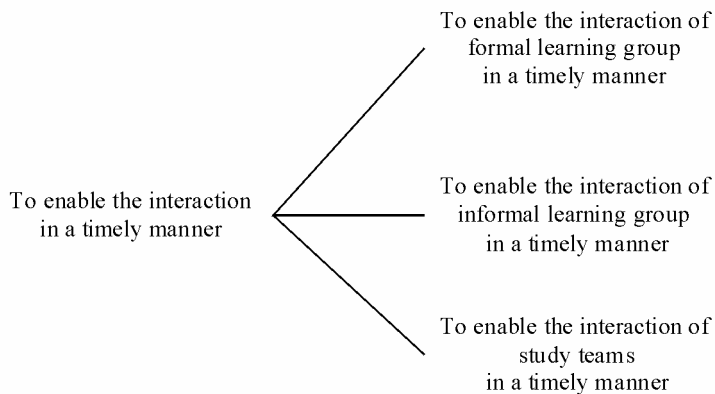 To enable the interaction of
formal learning group
in a timely manner
To enable the interaction
in a timely manner
To enable the interaction of
informal learning group
in a timely manner
To enable the interaction of
study teams
in a timely manner